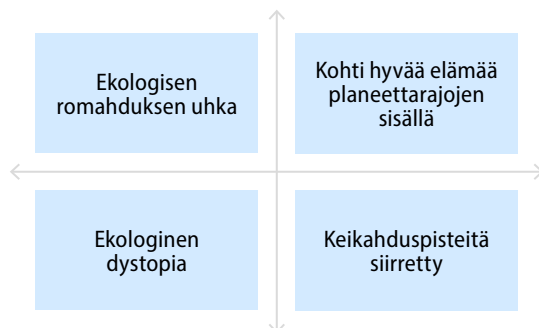 Ekologisen
romahduksen uhka
Kohti hyvää elämää
planeettarajojen
sisällä
Ekologinen
dystopia
Keikahduspisteitä
siirretty